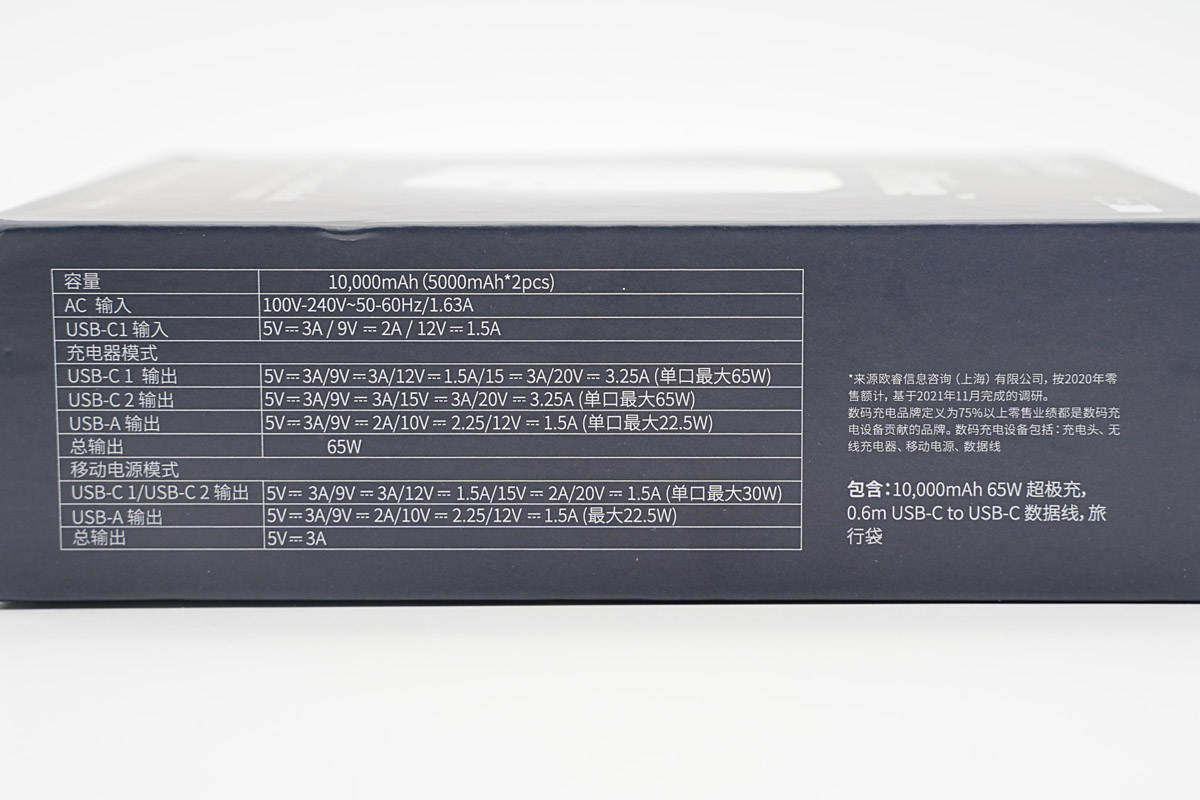 容量 10,000mAh (5000mAh*2pcs)
AC 输入 100V-240V~50-60Hz/1.63A
USB-C1 输入 5V⎓3A / 9V ⎓ 2A / 12V ⎓ 1.5A
充电器模式
USB-C 1 输出 5V⎓3A/9V⎓3A/12V⎓1.5A/15 ⎓3A/20V ⎓ 3.25A (单口最大65W)
USB-C 2 输出 5V⎓3A/9V ⎓ 3A/15V ⎓ 3A/20V ⎓ 3.25A (单口最大65W)
USB-A 输出 5V⎓3A/9V ⎓ 2A/10V ⎓ 2.25/12V ⎓ 1.5A (单口最大22.5W)
总输出 65W
移动电源模式
USB-C 1/USB-C 2 输出 5V⎓ 3A/9V ⎓ 3A/12V⎓ 1.5A/15V⎓ 2A/20V ⎓ 1.5A (单口最大30W)
USB-A 输出 5V⎓ 3A/9V ⎓ 2A/10V ⎓ 2.25/12V ⎓ 1.5A (最大22.5W)
总输出 5V⎓3A
*来源欧睿信息咨询（上海）有限公司，按2020年零
售额计，基于2021年11月完成的调研。
数码充电品牌定义为75%以上零售业绩都是数码充
电设备贡献的品牌。数码充电设备包括：充电头、无
线充电器、移动电源、数据线
包含：10,000mAh 65W 超极充，
0.6m USB-C to USB-C 数据线，旅
行袋